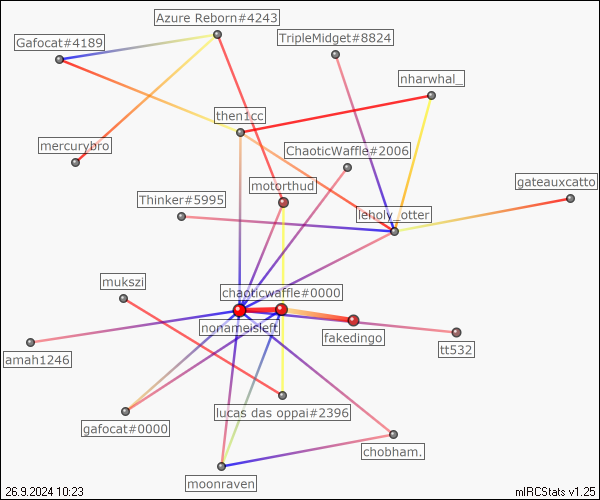 Azure Reborn#4243
Gafocat#4189
TripleMidget#8824
nharwhal_
then1cc
mercurybro
ChaoticWaffle#2006
motorthud
gateauxcatto
Thinker#5995
leholy_otter
mukszi
chaoticwaffle#0000
nonameisleft
fakedingo
amah1246
tt532
lucas das oppai#2396
gafocat#0000
chobham.
moonraven
26.9.2024 10:23
mIRCStats v1.25